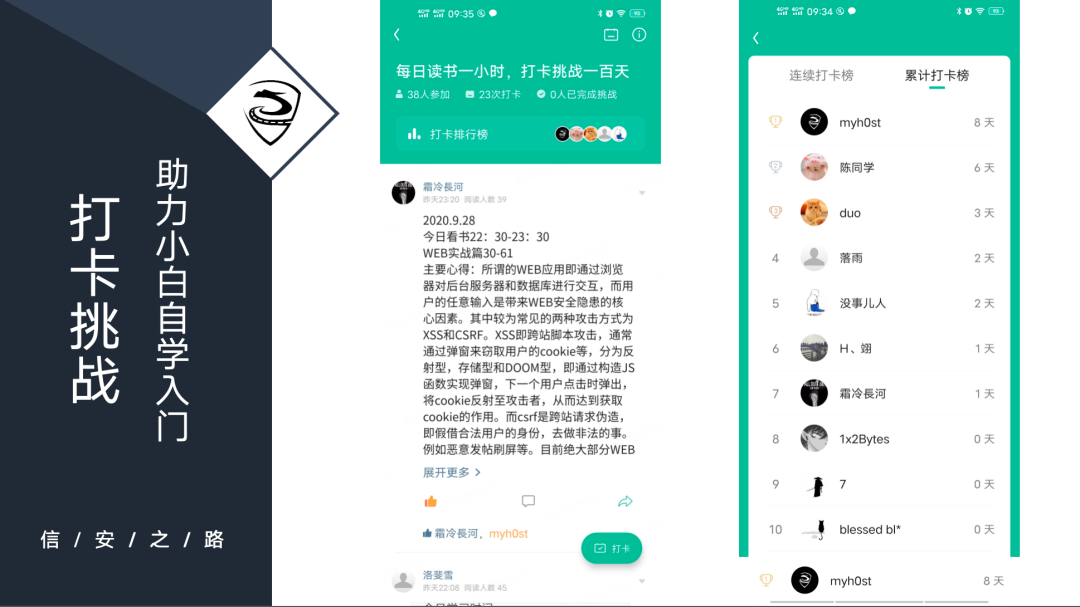 助力小白自学入门
打卡挑战
信 / 安 / 之 / 路
09:35
93
每日读书一小时，打卡挑战一百天
38人参加 23次打卡 0人已完成挑战
打卡排行榜
霜冷長河
昨天23:20 阅读人数 39
2020.9.28
今日看书22：30-23：30
WEB实战篇30-61
主要心得：所谓的WEB应用即通过浏览
器对后台服务器和数据库进行交互，而用
户的任意输入是带来WEB安全隐患的核
心因素。其中较为常见的两种攻击方式为
XSS和CSRF。XSS即跨站脚本攻击，通常
通过弹窗来窃取用户的cookie等，分为反
射型，存储型和DOOM型，即通过构造JS
函数实现弹窗，下一个用户点击时弹出，
将cookie反射至攻击者，从而达到获取
cookie的作用。而csrf是跨站请求伪造，
即假借合法用户的身份，去做非法的事。
例如恶意发帖刷屏等。目前绝大部分WEB
展开更多
霜冷長河，myh0st
打卡
洛斐雪
昨天22:08 阅读人数 45
09:34
连续打卡榜 累计打卡榜
1 myh0st 8 天
2 陈同学 6 天
3 duo 3 天
4 落雨 2 天
5 没事儿人 2 天
6 H、翊 1 天
7 霜冷長河 1 天
8 1x2Bytes 0 天
9 7 0 天
10 blessed bl* 0 天
1 myh0st 8 天